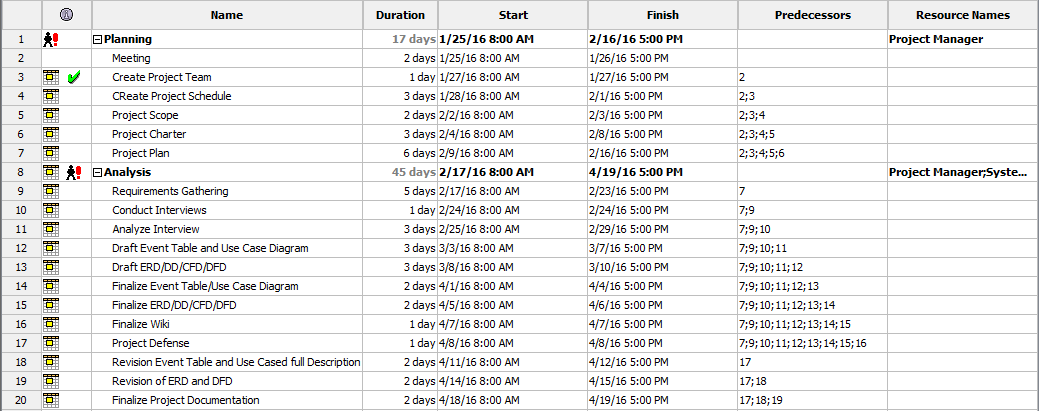 Name Duration Start Finish Predecessors Resource Names
1 Planning 17 days 1/25/16 8:00 AM 2/16/16 5:00 PM Project Manager
2 Meeting 2 days 1/25/16 8:00 AM 1/26/16 5:00 PM
3 Create Project Team 1 day 1/27/16 8:00 AM 1/27/16 5:00 PM 2
4 CReate Project Schedule 3 days 1/28/16 8:00 AM 2/1/16 5:00 PM 2;3
5 Project Scope 2 days 2/2/16 8:00 AM 2/3/16 5:00 PM 2;3;4
6 Project Charter 3 days 2/4/16 8:00 AM 2/8/16 5:00 PM 2;3;4;5
7 Project Plan 6 days 2/9/16 8:00 AM 2/16/16 5:00 PM 2;3;4;5;6
8 Analysis 45 days 2/17/16 8:00 AM 4/19/16 5:00 PM Project Manager;Syste...
9 Requirements Gathering 5 days 2/17/16 8:00 AM 2/23/16 5:00 PM 7
10 Conduct Interviews 1 day 2/24/16 8:00 AM 2/24/16 5:00 PM 7;9
11 Analyze Interview 3 days 2/25/16 8:00 AM 2/29/16 5:00 PM 7;9;10
12 Draft Event Table and Use Case Diagram 3 days 3/3/16 8:00 AM 3/7/16 5:00 PM 7;9;10;11
13 Draft ERD/DD/CFD/DFD 3 days 3/8/16 8:00 AM 3/10/16 5:00 PM 7;9;10;11;12
14 Finalize Event Table/Use Case Diagram 2 days 4/1/16 8:00 AM 4/4/16 5:00 PM 7;9;10;11;12;13
15 Finalize ERD/DD/CFD/DFD 2 days 4/5/16 8:00 AM 4/6/16 5:00 PM 7;9;10;11;12;13;14
16 Finalize Wiki 1 day 4/7/16 8:00 AM 4/7/16 5:00 PM 7;9;10;11;12;13;14;15
17 Project Defense 1 day 4/8/16 8:00 AM 4/8/16 5:00 PM 7;9;10;11;12;13;14;15;16
18 Revision Event Table and Use Cased full Description 2 days 4/11/16 8:00 AM 4/12/16 5:00 PM 17
19 Revision of ERD and DFD 2 days 4/14/16 8:00 AM 4/15/16 5:00 PM 17;18
20 Finalize Project Documentation 2 days 4/18/16 8:00 AM 4/19/16 5:00 PM 17;18;19